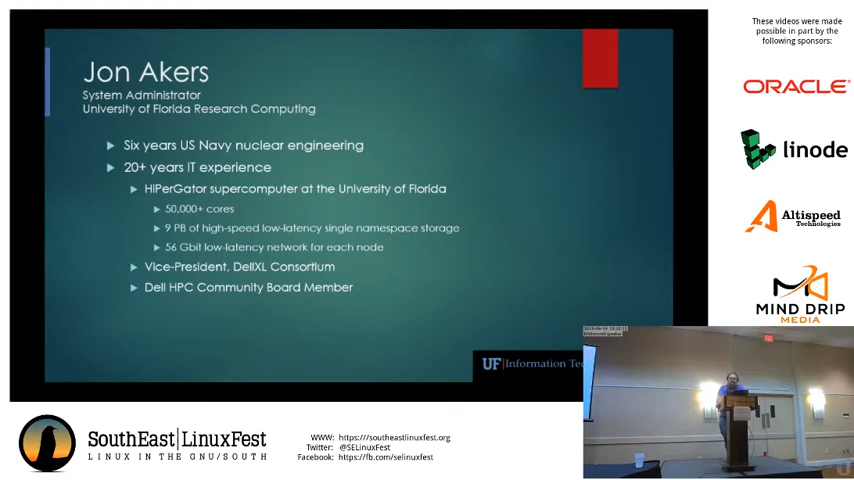 Jon Akers
System Administrator
University of Florida Research Computing
Six years US Navy nuclear engineering
20+ years IT experience
HiPerGator supercomputer at the University of Florida
50,000+ cores
9 PB of high-speed low-latency single namespace storage
56 Gbit low-latency network for each node
Vice-President, DellXL Consortium
Dell HPC Community Board Member
UF Information Tec
These videos were made
possible in part by the
following sponsors:
ORACLE®
linode
Altispeed
Technologies
MIND DRIP
MEDIA
SouthEast|LinuxFest
LINUX IN THE GNU/SOUTH
WWW: https://southeastlinuxfest.org
Twitter: @SELinuxFest
Facebook: https://fb.com/selinuxfest